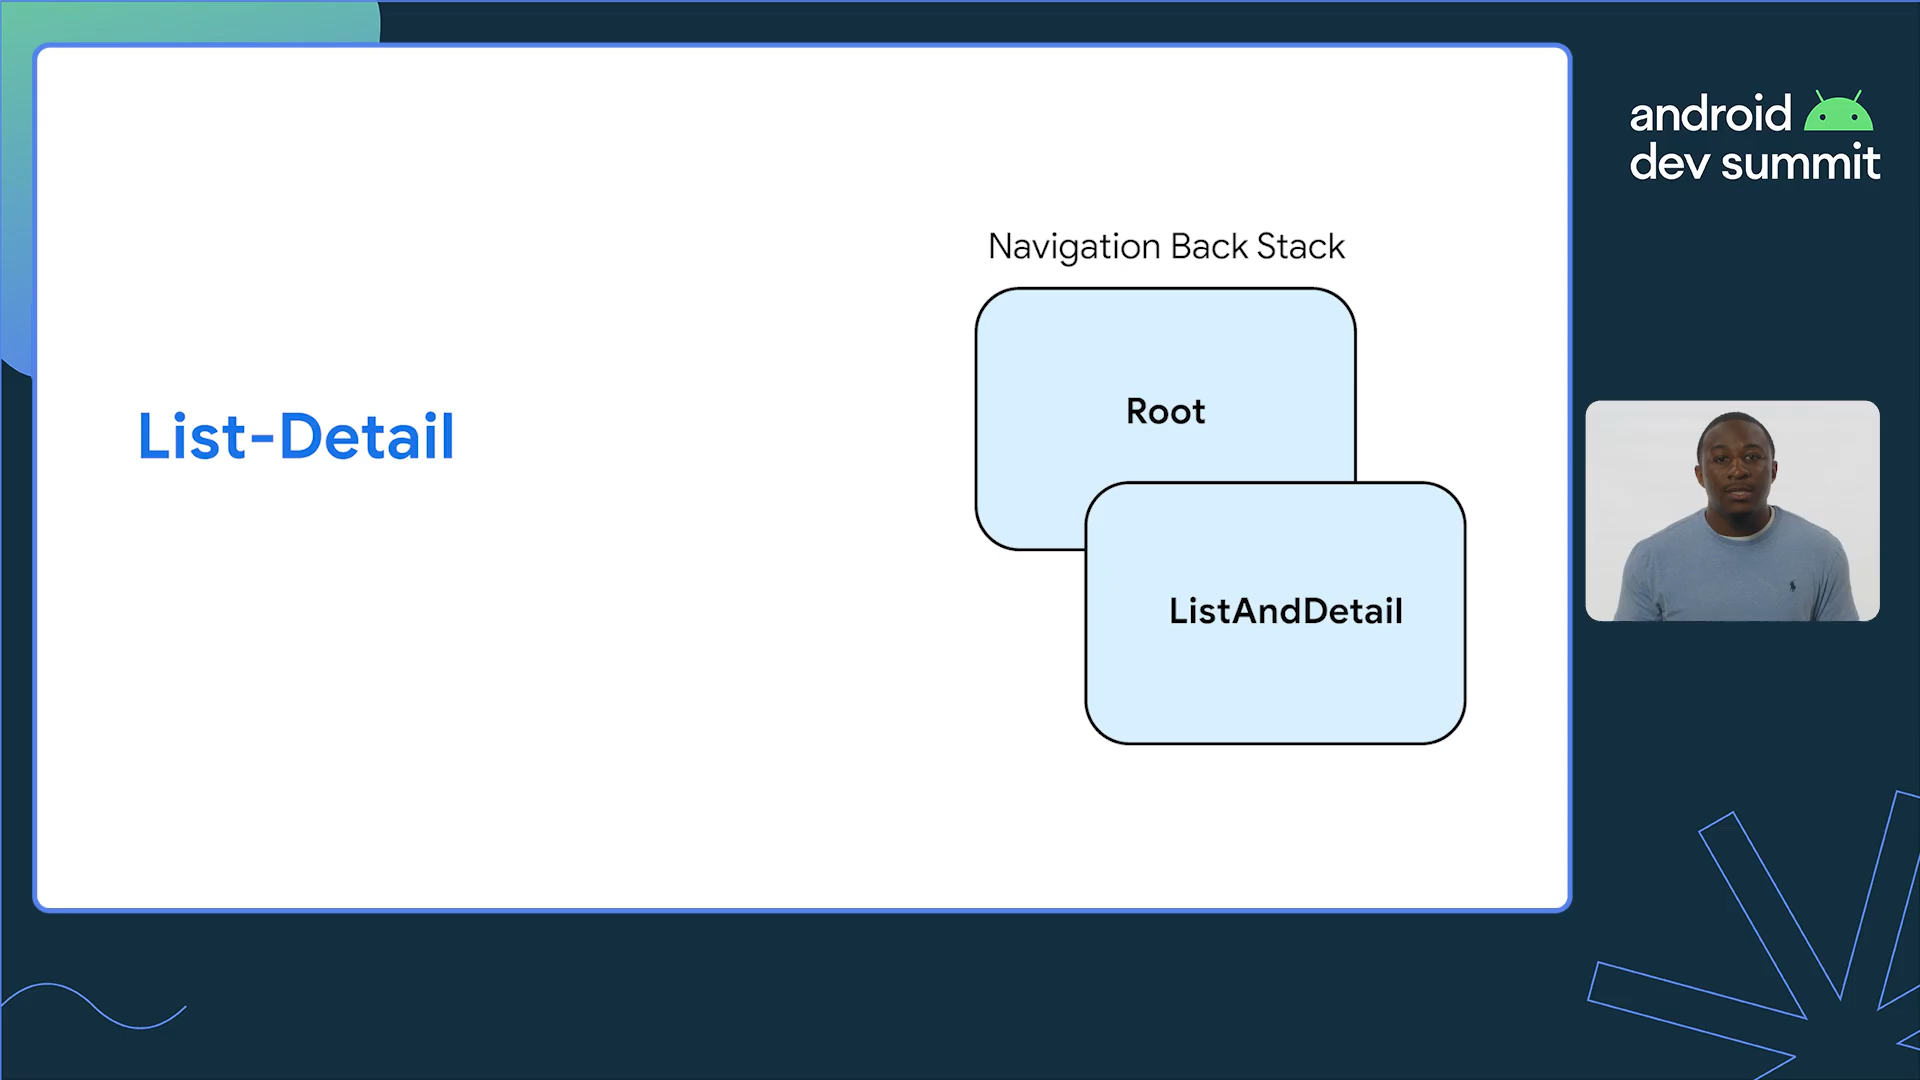 android
dev summit
Navigation Back Stack
Root
List-Detail
ListAndDetail